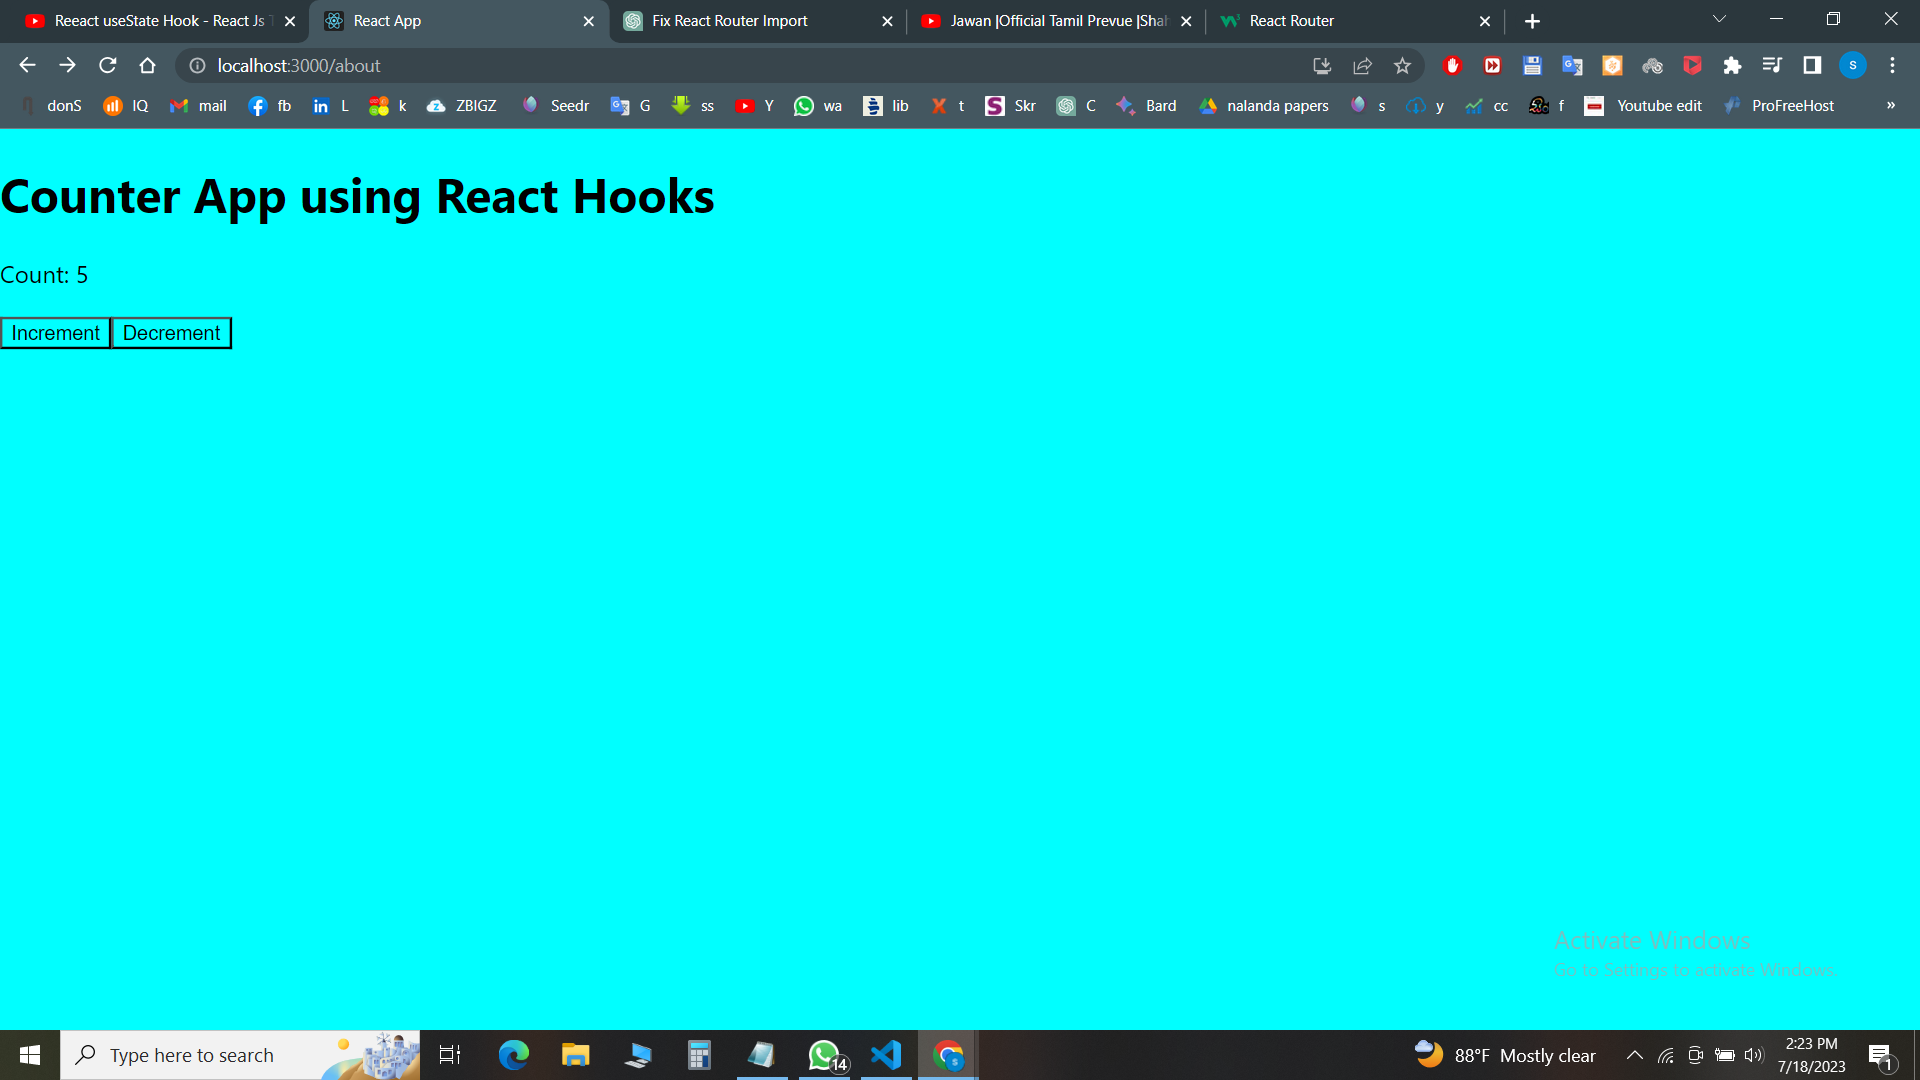 Reeact useState Hook - React Js T
React App
Fix React Router Import
Jawan |Official Tamil Prevue |Shah
React Router
localhost:3000/about
S
donS
IQ
mail
fb
L
k
ZBIGZ
Seedr
G
ss
Y
wa
lib
t
Skr
C
Bard
nalanda papers
s
y
cc
f
Youtube edit
ProFreeHost
»
Counter App using React Hooks
Count: 5
Increment
Decrement
Activate Windows
Go to Settings to activate Windows.
Type here to search
14
S
88°F Mostly clear
2:23 PM
7/18/2023
1